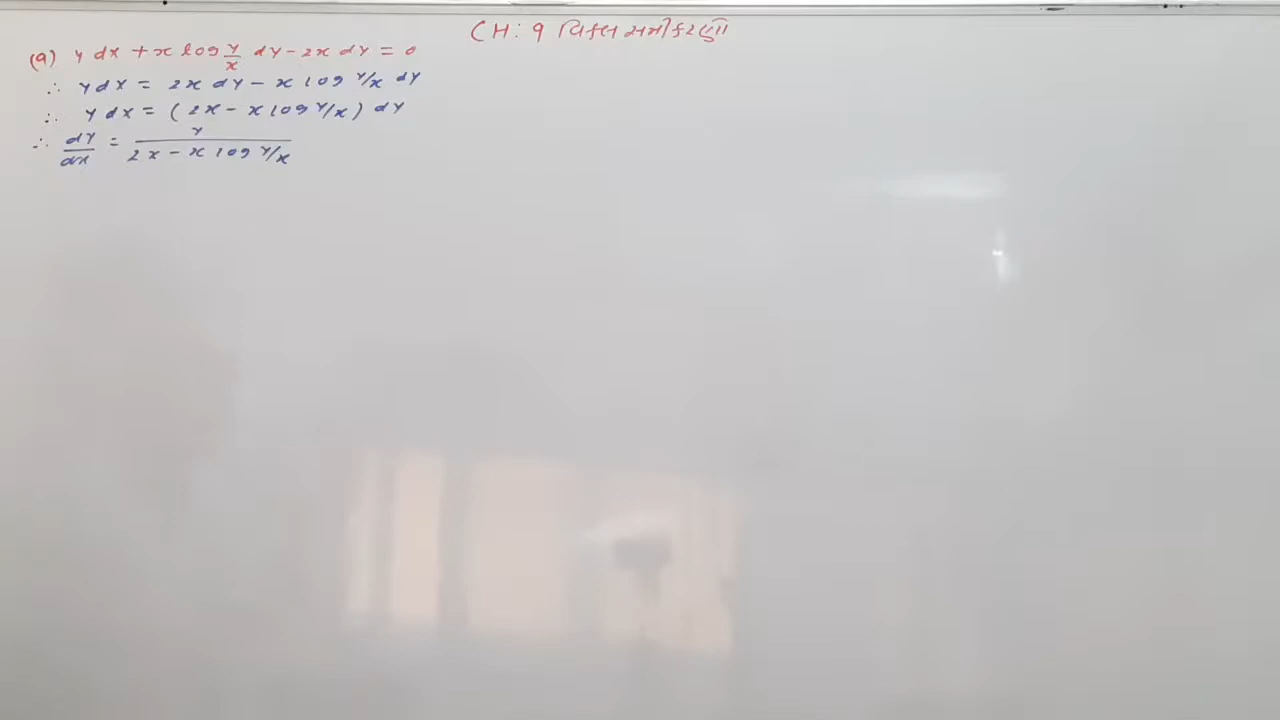 CH: 9 વિકલ સમીકરણો
(9) y dx + x log y/x dy - 2x dy = 0
∴ y dx = 2x dy - x log y/x dy
∴ y dx = (2x - x log y/x) dy
∴ dy/dx = y/(2x - x log y/x)